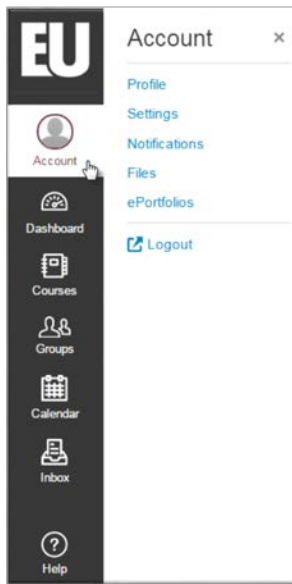 EU
Account
Dashboard
Courses
Groups
Calendar
Inbox
Help
Account ×
Profile
Settings
Notifications
Files
ePortfolios
Logout